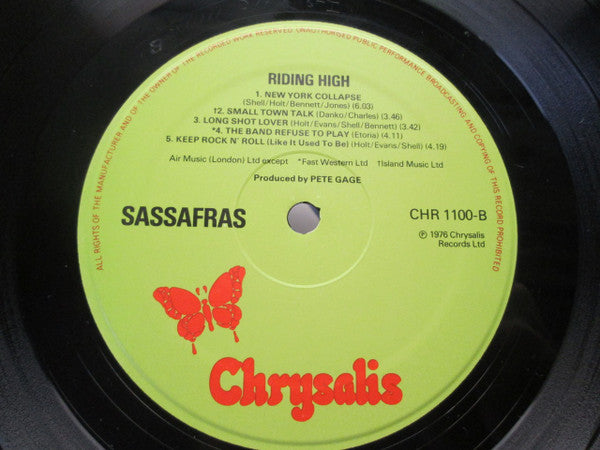 ALL RIGHTS OF THE MANUFACTURER AND OF THE OWNER OF THE RECORDED WORK RESERVED UNAUTHORISED PUBLIC PERFORMANCE BROADCASTING AND COPYING OF THIS RECORD PROHIBITED
RIDING HIGH
1. NEW YORK COLLAPSE
(Shell/Holt/Bennett/Jones) 6.03)
†2. SMALL TOWN TALK (Danko/Charles) 3.46)
3. LONG SHOT LOVER (Holt/Evans/Shell/Bennett) 3.42)
*4. THE BAND REFUSE TO PLAY (Etoria) 4.11)
5. KEEP ROCK N' ROLL (Like It Used To Be) (Holt/Evans/Shell) 4.19)
Air Music (London) Ltd except *Fast Western Ltd †Island Music Ltd
Produced by PETE GAGE
SASSAFRAS
CHR 1100-B
℗ 1976 Chrysalis
Records Ltd
Chrysalis